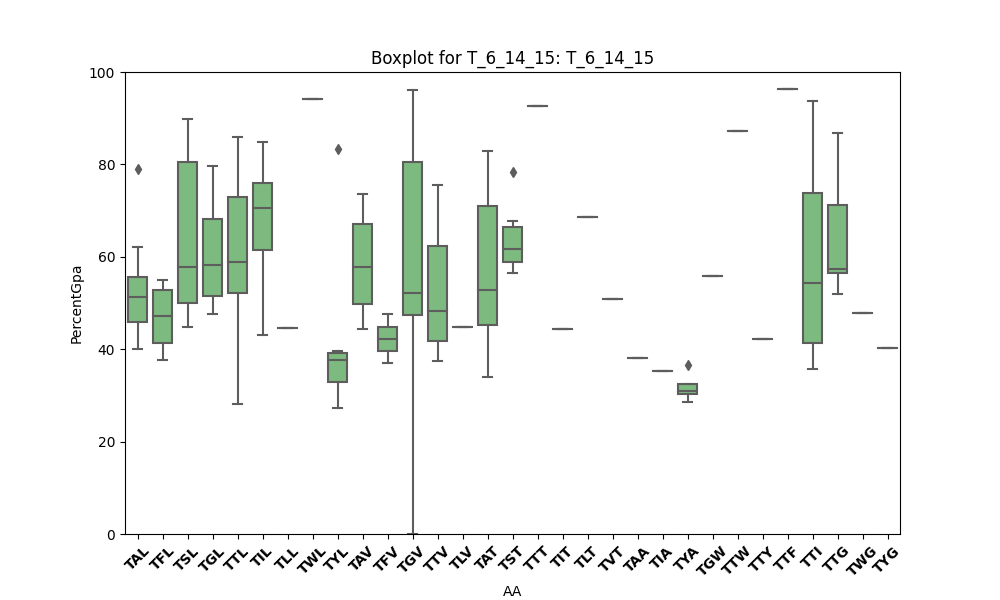 Boxplot for T_6_14_15: T_6_14_15
100
80
60
40
20
0
PercentGpa
TAL TFL TSL TGL TTL TIL TLL TWL TYL TAV TFV TGV TTV TLV TAT TST TTT TIT TLT TVT TAA TIA TYA TGW TTW TTY TTF TTI TTG TWG TYG
AA